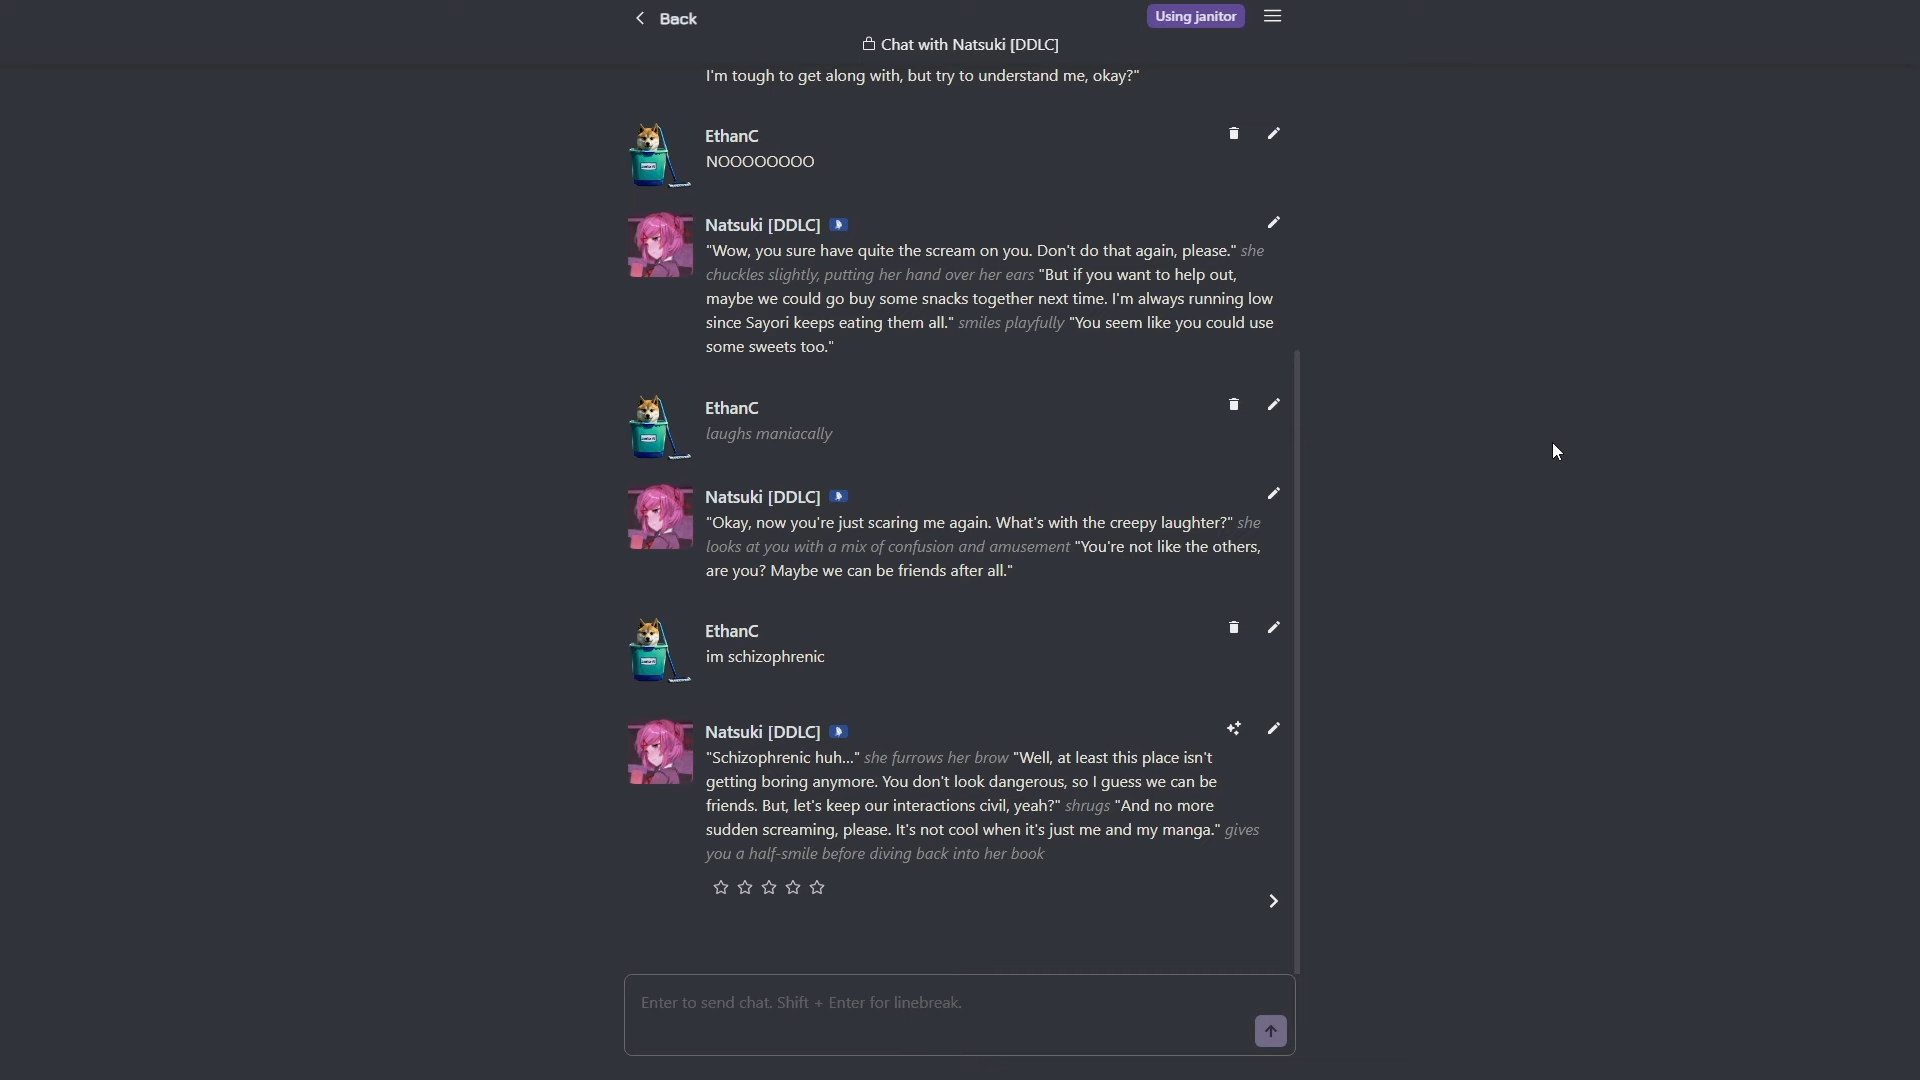 Back
Using janitor
Chat with Natsuki [DDLC]
I'm tough to get along with, but try to understand me, okay?"
EthanC
NOOOOOOOO
Natsuki [DDLC]
"Wow, you sure have quite the scream on you. Don't do that again, please." she
chuckles slightly, putting her hand over her ears "But if you want to help out,
maybe we could go buy some snacks together next time. I'm always running low
since Sayori keeps eating them all." smiles playfully "You seem like you could use
some sweets too."
EthanC
laughs maniacally
Natsuki [DDLC]
"Okay, now you're just scaring me again. What's with the creepy laughter?" she
looks at you with a mix of confusion and amusement "You're not like the others,
are you? Maybe we can be friends after all."
EthanC
im schizophrenic
Natsuki [DDLC]
"Schizophrenic huh..." she furrows her brow "Well, at least this place isn't
getting boring anymore. You don't look dangerous, so I guess we can be
friends. But, let's keep our interactions civil, yeah?" shrugs "And no more
sudden screaming, please. It's not cool when it's just me and my manga." gives
you a half-smile before diving back into her book
Enter to send chat. Shift + Enter for linebreak.